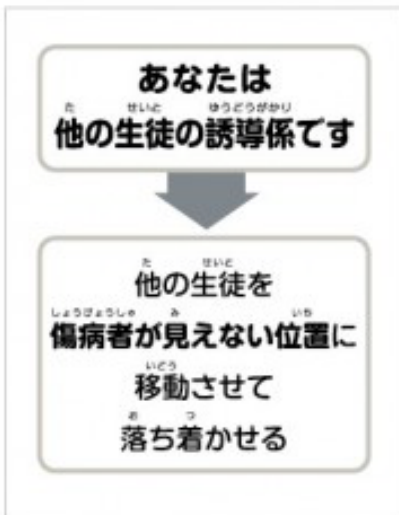 あなたは
他の生徒の誘導係です
他の生徒を
傷病者が見えない位置に
移動させて
落ち着かせる